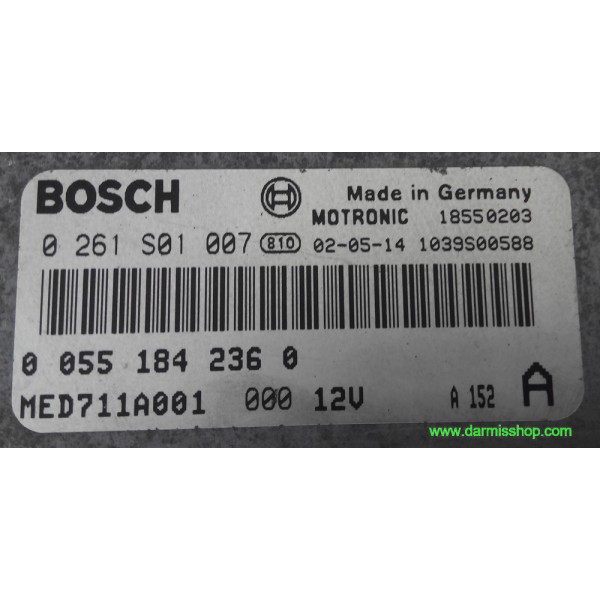 BOSCH
Made in Germany
MOTRONIC 18550203
0 261 S01 007 810 02-05-14 1039S00588
0 055 184 236 0
MED711A001 000 12V A 152 A
www.darmisshop.com